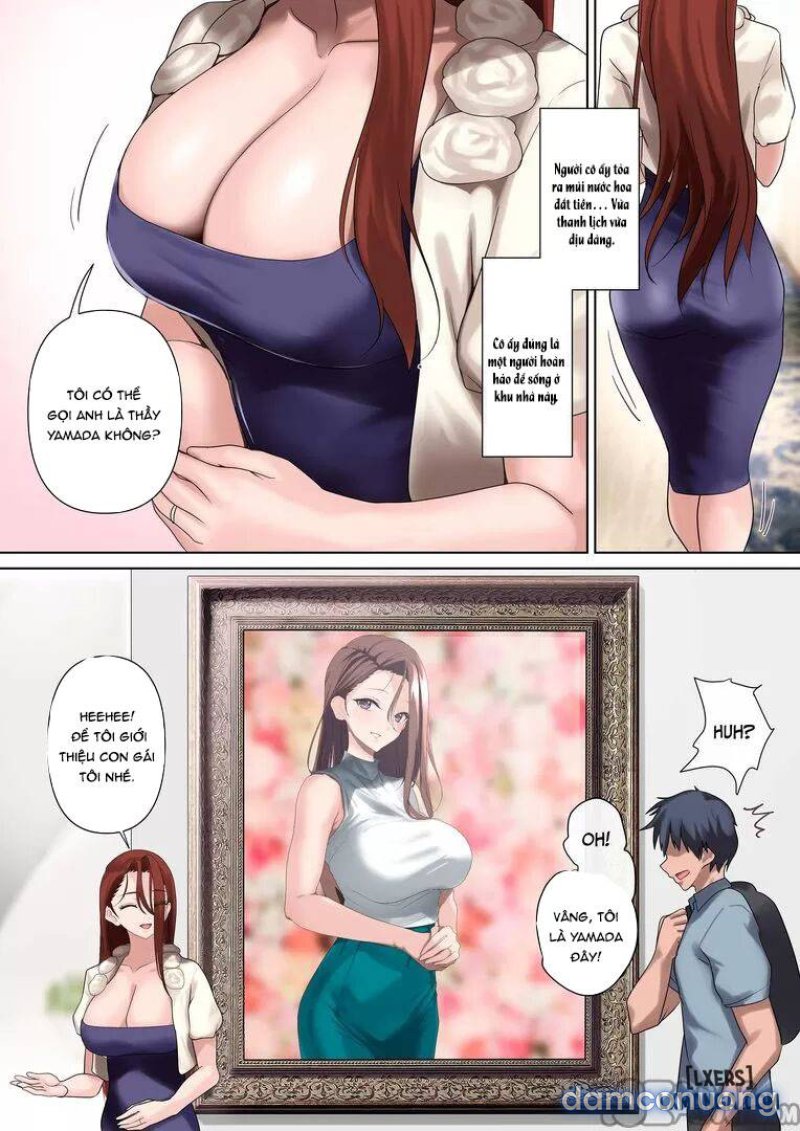 Người cô ấy tỏa
ra mùi nước hoa
đắt tiền... Vừa
thanh lịch vừa
dịu dàng.
Cô ấy đúng là
một người hoàn
hảo để sống ở
khu nhà này.
TÔI CÓ THỂ
GỌI ANH LÀ THẦY
YAMADA KHÔNG?
HUH?
OH!
VÂNG, TÔI
LÀ YAMADA
ĐÂY!
HEEHEE!
ĐỂ TÔI GIỚI
THIỆU CON GÁI
TÔI NHÉ.
[LXERS]
damconuong